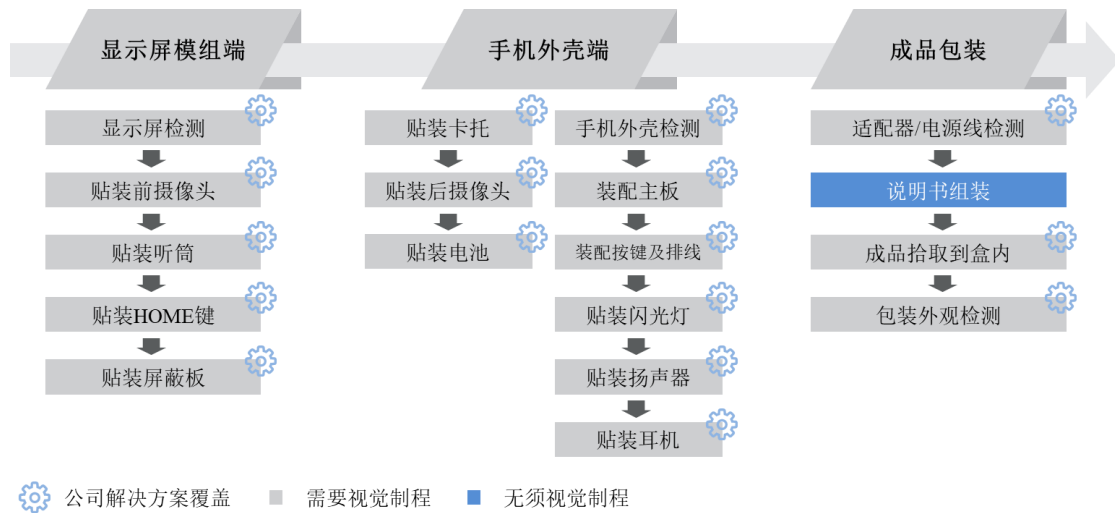 显示屏模组端
手机外壳端
成品包装
显示屏检测
贴装前摄像头
贴装听筒
贴装HOME键
贴装屏蔽板
贴装卡托
贴装后摄像头
贴装电池
手机外壳检测
装配主板
装配按键及排线
贴装闪光灯
贴装扬声器
贴装耳机
适配器/电源线检测
说明书组装
成品拾取到盒内
包装外观检测
公司解决方案覆盖
需要视觉制程
无须视觉制程